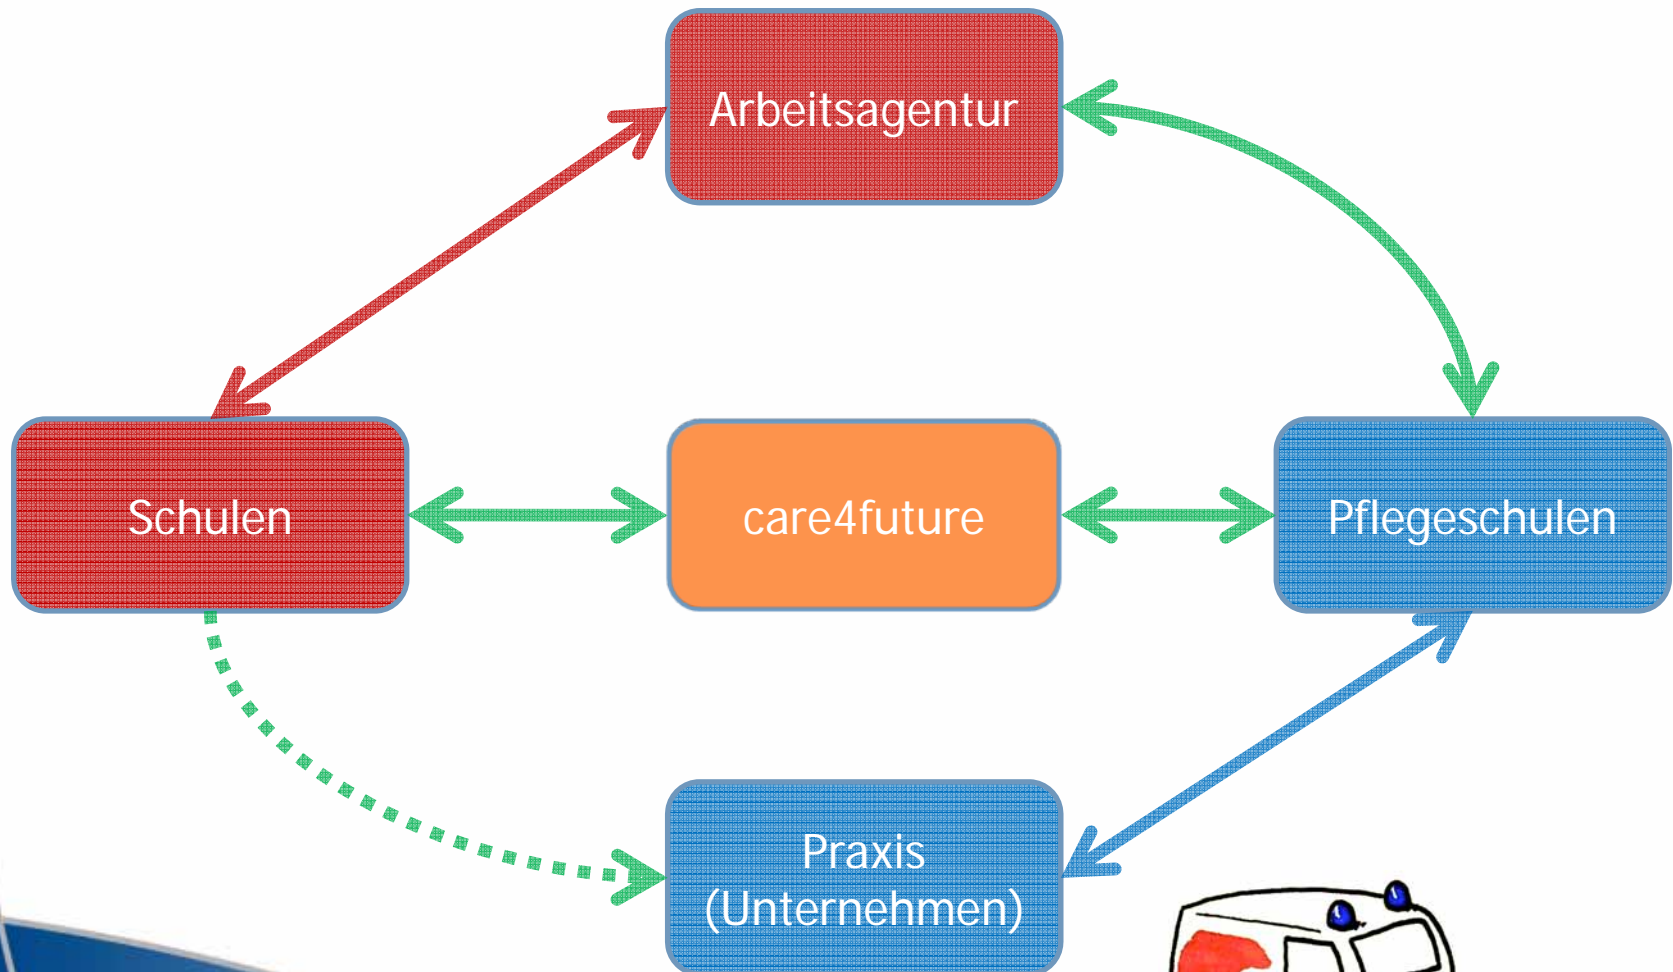 Arbeitsagentur
Schulen
care4future
Pflegeschulen
Praxis
(Unternehmen)